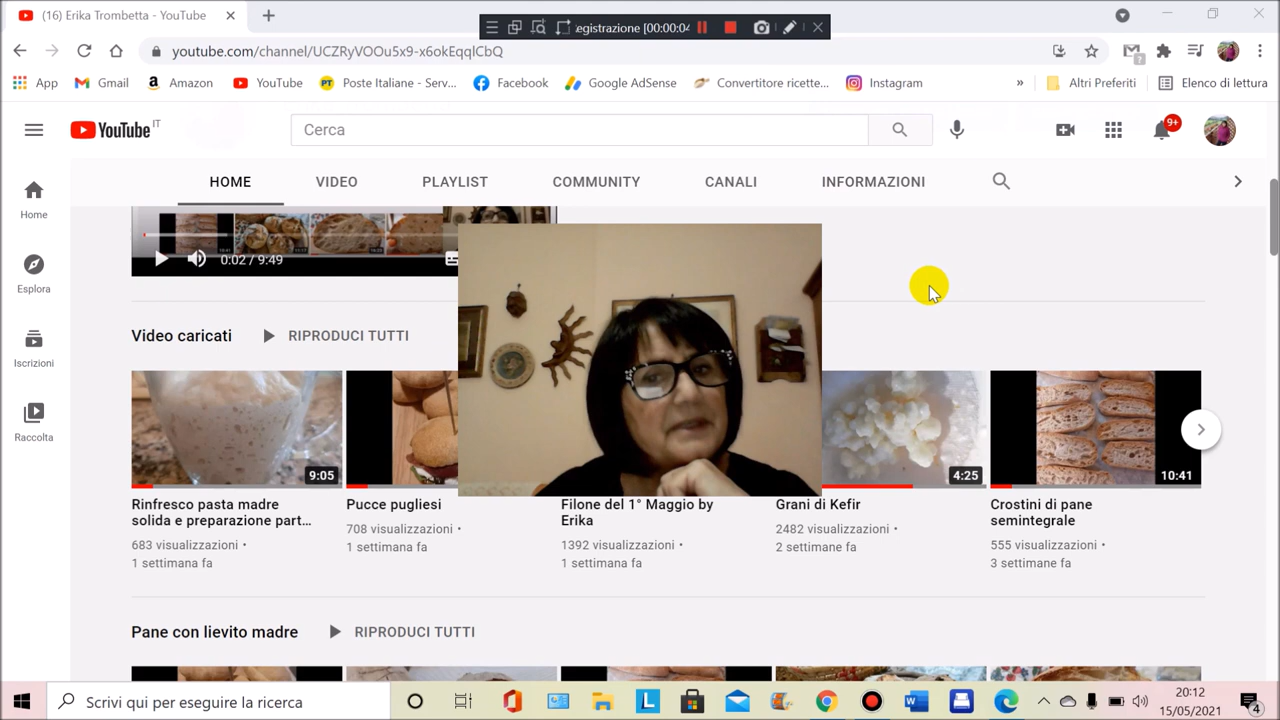 (16) Erika Trombetta - YouTube
egistrazione [00:00:04
youtube.com/channel/UCZRyVOOu5x9-x6okEqqlCbQ
App Gmail Amazon YouTube Poste Italiane - Serv... Facebook Google AdSense Convertitore ricette... Instagram » Altri Preferiti Elenco di lettura
YouTube IT
Cerca
9+
HOME VIDEO PLAYLIST COMMUNITY CANALI INFORMAZIONI
Home
Esplora
Iscrizioni
Raccolta
0:02 / 9:49
Video caricati RIPRODUCI TUTTI
9:05
4:25
10:41
Rinfresco pasta madre
solida e preparazione part...
683 visualizzazioni •
1 settimana fa
Pucce pugliesi
708 visualizzazioni •
1 settimana fa
Filone del 1° Maggio by
Erika
1392 visualizzazioni •
1 settimana fa
Grani di Kefir
2482 visualizzazioni •
2 settimane fa
Crostini di pane
semintegrale
555 visualizzazioni •
3 settimane fa
Pane con lievito madre RIPRODUCI TUTTI
Scrivi qui per eseguire la ricerca
20:12
15/05/2021
4